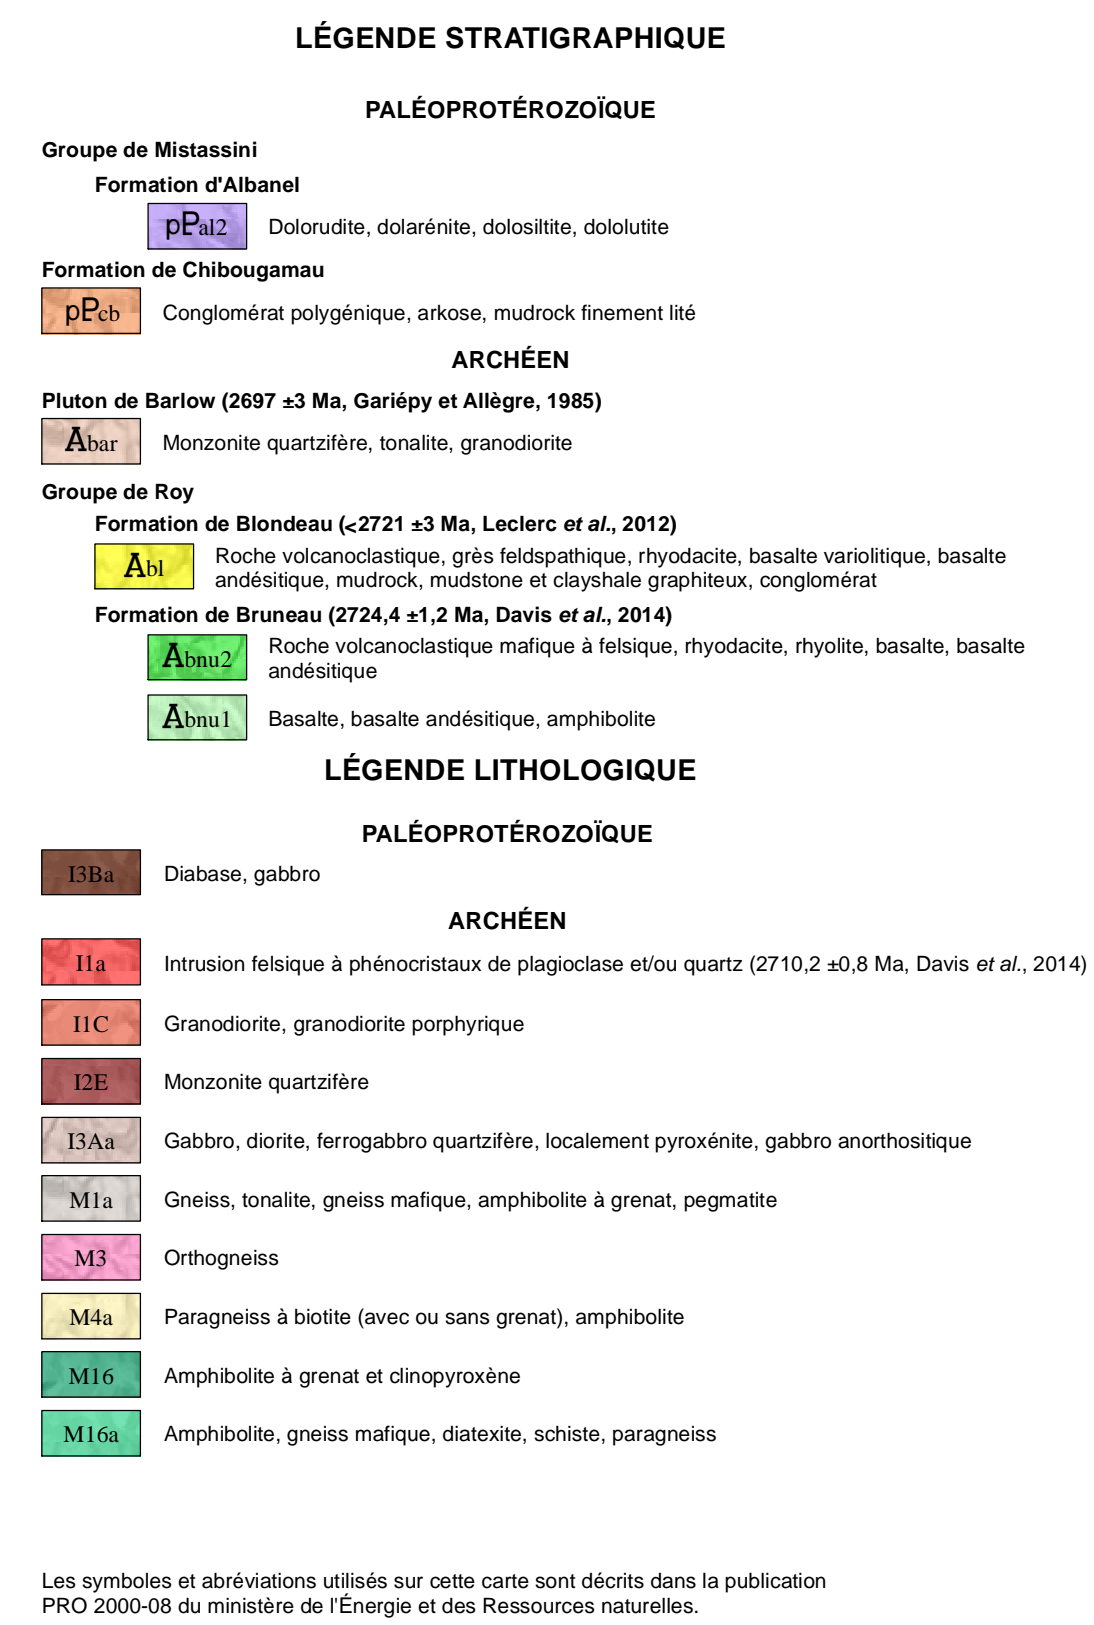 LÉGENDE STRATIGRAPHIQUE
PALÉOPROTÉROZOÏQUE
Groupe de Mistassini
Formation d'Albanel
pPal2 Dolorudite, dolarénite, dolosiltite, dololutite
Formation de Chibougamau
pPcb Conglomérat polygénique, arkose, mudrock finement lité
ARCHÉEN
Pluton de Barlow (2697 ±3 Ma, Gariépy et Allègre, 1985)
Abar Monzonite quartzifère, tonalite, granodiorite
Groupe de Roy
Formation de Blondeau (<2721 ±3 Ma, Leclerc et al., 2012)
Abl Roche volcanoclastique, grès feldspathique, rhyodacite, basalte variolitique, basalte
andésitique, mudrock, mudstone et clayshale graphiteux, conglomérat
Formation de Bruneau (2724,4 ±1,2 Ma, Davis et al., 2014)
Abnu2 Roche volcanoclastique mafique à felsique, rhyodacite, rhyolite, basalte, basalte
andésitique
Abnu1 Basalte, basalte andésitique, amphibolite
LÉGENDE LITHOLOGIQUE
PALÉOPROTÉROZOÏQUE
I3Ba Diabase, gabbro
ARCHÉEN
I1a Intrusion felsique à phénocristaux de plagioclase et/ou quartz (2710,2 ±0,8 Ma, Davis et al., 2014)
I1C Granodiorite, granodiorite porphyrique
I2E Monzonite quartzifère
I3Aa Gabbro, diorite, ferrogabbro quartzifère, localement pyroxénite, gabbro anorthositique
M1a Gneiss, tonalite, gneiss mafique, amphibolite à grenat, pegmatite
M3 Orthogneiss
M4a Paragneiss à biotite (avec ou sans grenat), amphibolite
M16 Amphibolite à grenat et clinopyroxène
M16a Amphibolite, gneiss mafique, diatexite, schiste, paragneiss
Les symboles et abréviations utilisés sur cette carte sont décrits dans la publication
PRO 2000-08 du ministère de l'Énergie et des Ressources naturelles.